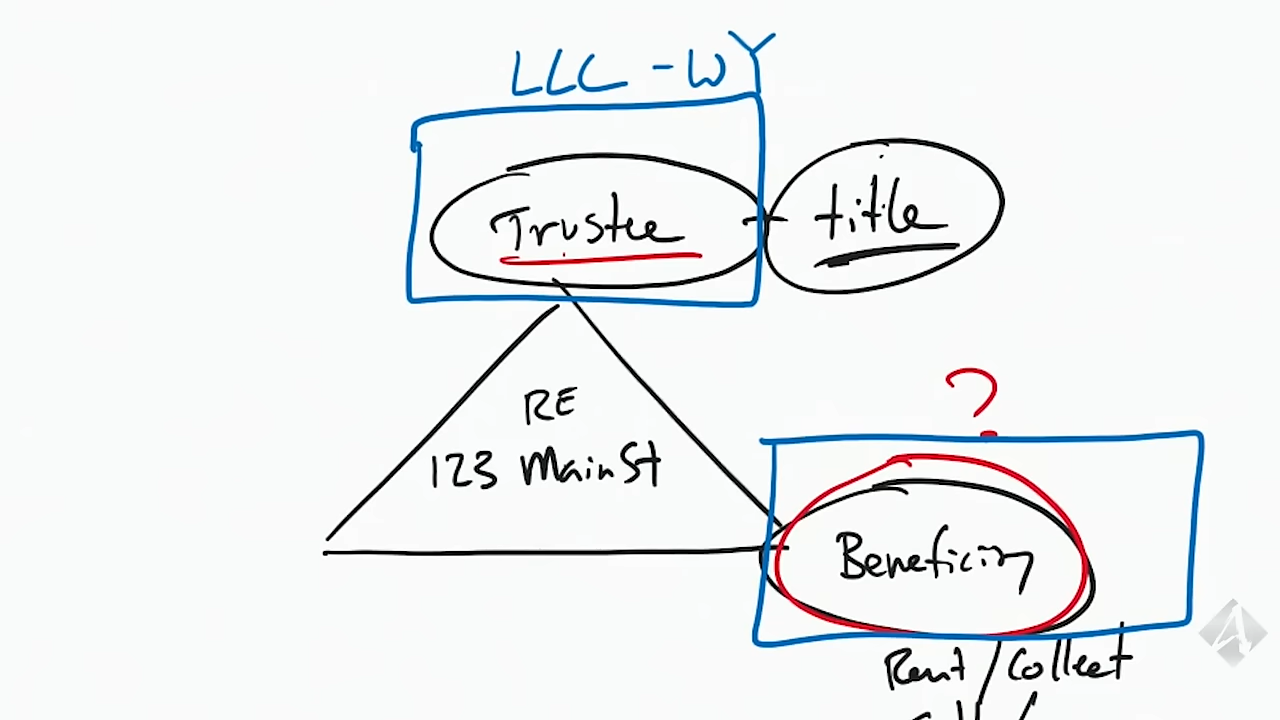 LLC - WY
Trustee
title
RE
123 Main St
?
Beneficiary
Rent / Collect